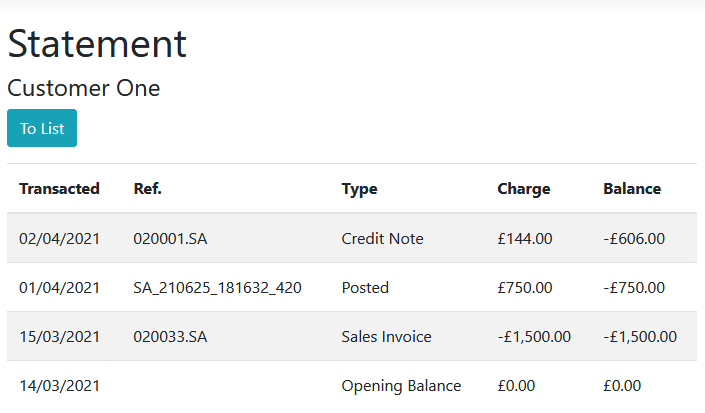 Statement
Customer One
To List
Transacted Ref. Type Charge Balance
02/04/2021 020001.SA Credit Note £144.00 -£606.00
01/04/2021 SA_210625_181632_420 Posted £750.00 -£750.00
15/03/2021 020033.SA Sales Invoice -£1,500.00 -£1,500.00
14/03/2021 Opening Balance £0.00 £0.00